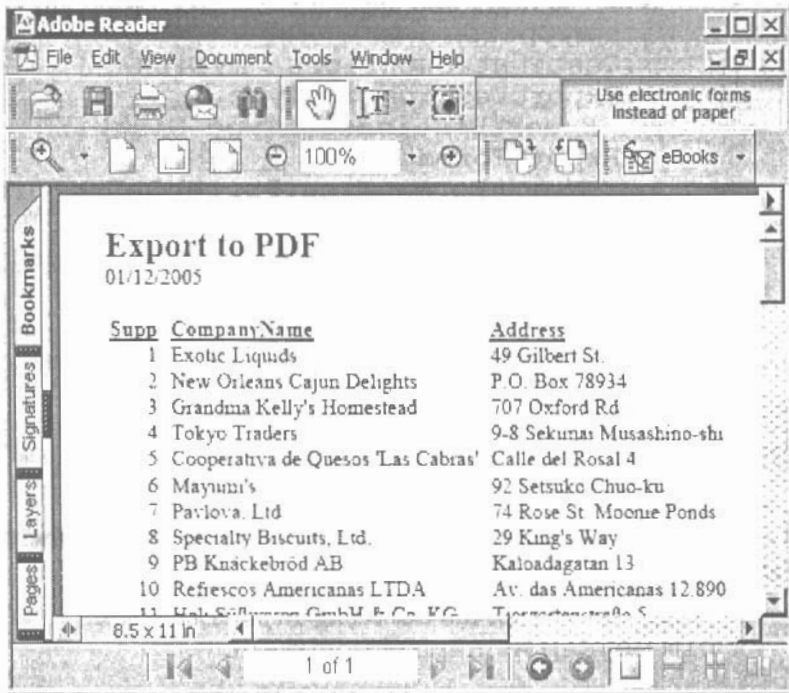 Adobe Reader
File Edit View Document Tools Window Help
Use electronic forms
instead of paper
100%
eBooks
Bookmarks
Signatures
Layers
Pages
Export to PDF
01/12/2005
Supp CompanyName Address
1 Exotic Liquids 49 Gilbert St.
2 New Orleans Cajun Delights P.O. Box 78934
3 Grandma Kelly's Homestead 707 Oxford Rd
4 Tokyo Traders 9-8 Sekimai Musashino-shi
5 Cooperativa de Quesos 'Las Cabras' Calle del Rosal 4
6 Mayumi's 92 Setsuko Chuo-ku
7 Pavlova, Ltd 74 Rose St. Moonie Ponds
8 Specialty Biscuits, Ltd. 29 King's Way
9 PB Knäckebröd AB Kaloadagatan 13
10 Refrescos Americanas LTDA Av. das Americanas 12.890
11 GmbH & Co. KG
8.5 x 11 in
1 of 1